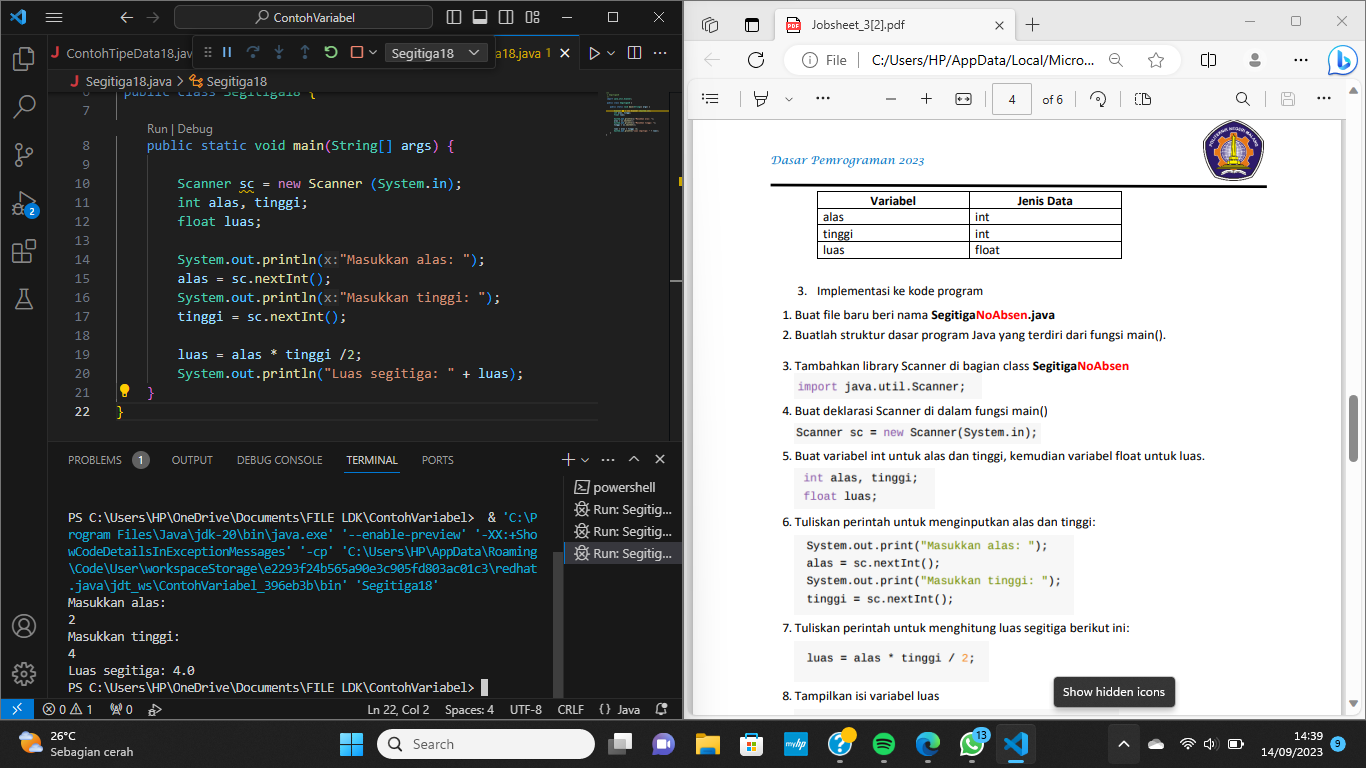 ContohVariabel
ContohTipeData18.jav
Segitiga18
a18.java 1
Segitiga18.java > Segitiga18
6 public class Segitiga18 {
7
Run | Debug
8 public static void main(String[] args) {
9
10 Scanner sc = new Scanner (System.in);
11 int alas, tinggi;
12 float luas;
13
14 System.out.println(x:"Masukkan alas: ");
15 alas = sc.nextInt();
16 System.out.println(x:"Masukkan tinggi: ");
17 tinggi = sc.nextInt();
18
19 luas = alas * tinggi /2;
20 System.out.println("Luas segitiga: " + luas);
21 }
22 }
2
PROBLEMS 1 OUTPUT DEBUG CONSOLE TERMINAL PORTS
powershell
Run: Segitig...
Run: Segitig...
Run: Segitig...
PS C:\Users\HP\OneDrive\Documents\FILE LDK\ContohVariabel> & 'C:\P
rogram Files\Java\jdk-20\bin\java.exe' '--enable-preview' '-XX:+Sho
wCodeDetailsInExceptionMessages' '-cp' 'C:\Users\HP\AppData\Roaming
\Code\User\workspaceStorage\e2293f24b565a90e3c905fd803ac01c3\redhat
.java\jdt_ws\ContohVariabel_396eb3b\bin' 'Segitiga18'
Masukkan alas:
2
Masukkan tinggi:
4
Luas segitiga: 4.0
PS C:\Users\HP\OneDrive\Documents\FILE LDK\ContohVariabel>
0 1 0 Ln 22, Col 2 Spaces: 4 UTF-8 CRLF {} Java
Jobsheet_3[2].pdf
File C:/Users/HP/AppData/Local/Micro...
4 of 6
Dasar Pemrograman 2023
Variabel Jenis Data
alas int
tinggi int
luas float
3. Implementasi ke kode program
1. Buat file baru beri nama SegitigaNoAbsen.java
2. Buatlah struktur dasar program Java yang terdiri dari fungsi main().
3. Tambahkan library Scanner di bagian class SegitigaNoAbsen
import java.util.Scanner;
4. Buat deklarasi Scanner di dalam fungsi main()
Scanner sc = new Scanner(System.in);
5. Buat variabel int untuk alas dan tinggi, kemudian variabel float untuk luas.
int alas, tinggi;
float luas;
6. Tuliskan perintah untuk menginputkan alas dan tinggi:
System.out.print("Masukkan alas: ");
alas = sc.nextInt();
System.out.print("Masukkan tinggi: ");
tinggi = sc.nextInt();
7. Tuliskan perintah untuk menghitung luas segitiga berikut ini:
luas = alas * tinggi / 2;
8. Tampilkan isi variabel luas
Show hidden icons
26°C
Sebagian cerah
Search
myhp
13
14:39
14/09/2023
9